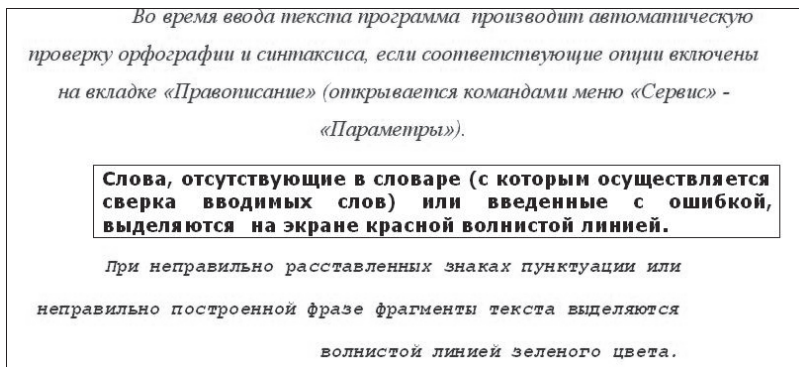 Во время ввода текста программа производит автоматическую
проверку орфографии и синтаксиса, если соответствующие опции включены
на вкладке «Правописание» (открывается командами меню «Сервис» -
«Параметры»).
Слова, отсутствующие в словаре (с которым осуществляется
сверка вводимых слов) или введенные с ошибкой,
выделяются на экране красной волнистой линией.
При неправильно расставленных знаках пунктуации или
неправильно построенной фразе фрагменты текста выделяются
волнистой линией зеленого цвета.